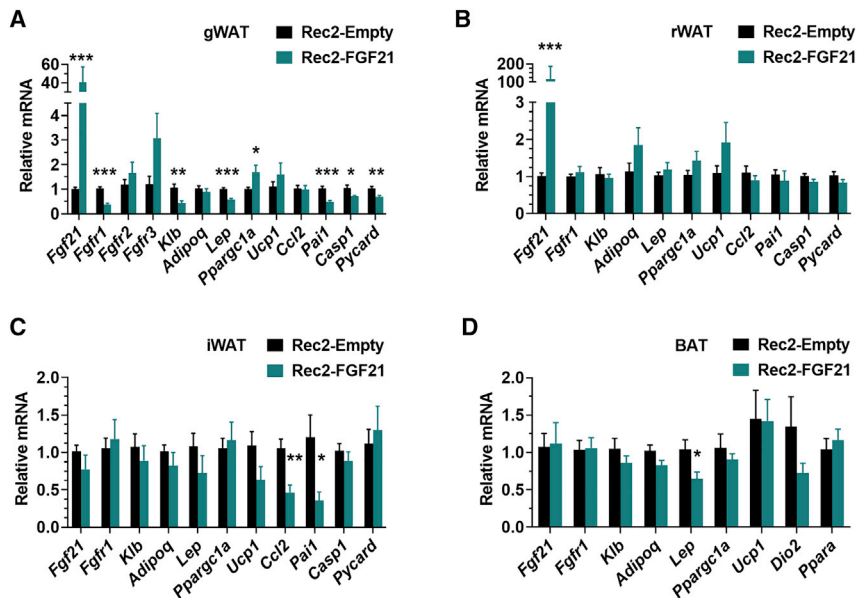 A
gWAT
Rec2-Empty
Rec2-FGF21
Relative mRNA
60
40
4
3
2
1
0
***
***
**
***
*
***
*
**
Fgf21
Fgfr1
Fgfr2
Fgfr3
Klb
Adipoq
Lep
Ppargc1a
Ucp1
Ccl2
Pai1
Casp1
Pycard
B
rWAT
Rec2-Empty
Rec2-FGF21
Relative mRNA
200
100
3
2
1
0
***
Fgf21
Fgfr1
Klb
Adipoq
Lep
Ppargc1a
Ucp1
Ccl2
Pai1
Casp1
Pycard
C
iWAT
Rec2-Empty
Rec2-FGF21
Relative mRNA
2.0
1.5
1.0
0.5
0.0
**
*
Fgf21
Fgfr1
Klb
Adipoq
Lep
Ppargc1a
Ucp1
Ccl2
Pai1
Casp1
Pycard
D
BAT
Rec2-Empty
Rec2-FGF21
Relative mRNA
2.0
1.5
1.0
0.5
0.0
*
Fgf21
Fgfr1
Klb
Adipoq
Lep
Ppargc1a
Ucp1
Dio2
Ppara